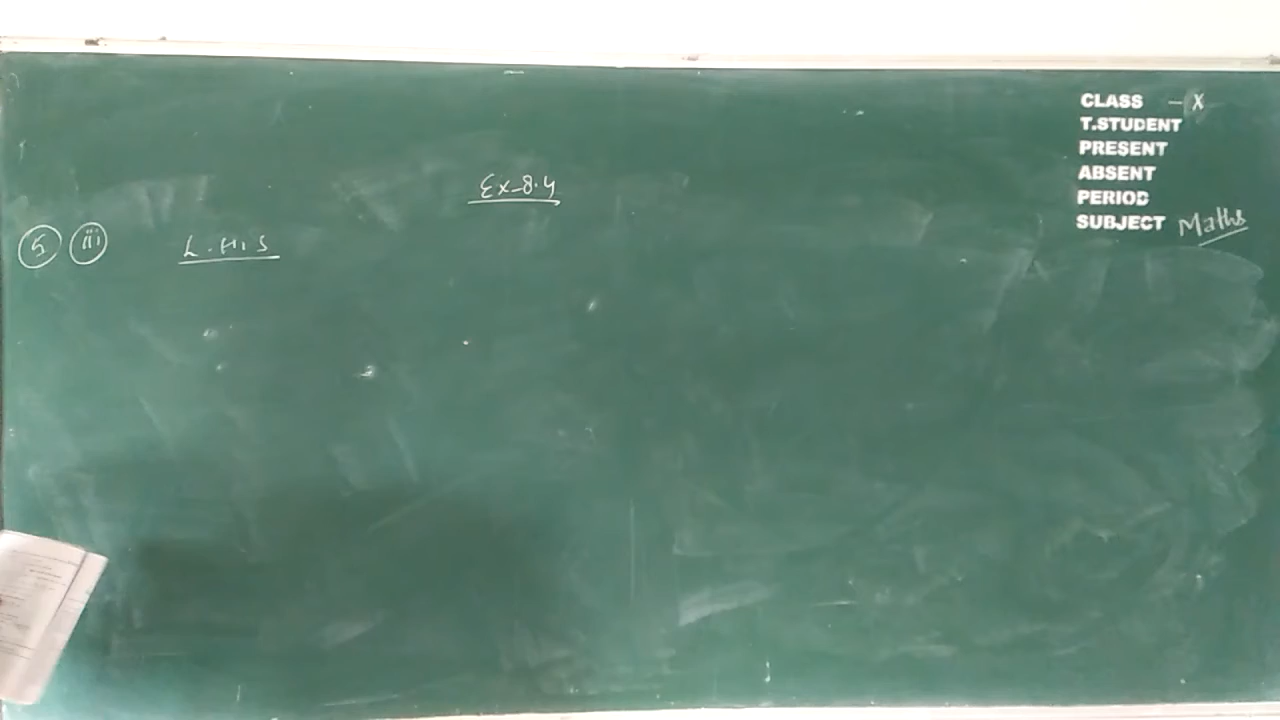 CLASS - X
T.STUDENT
PRESENT
ABSENT
PERIOD
SUBJECT Maths
Ex-8.4
5 iii L.H.S